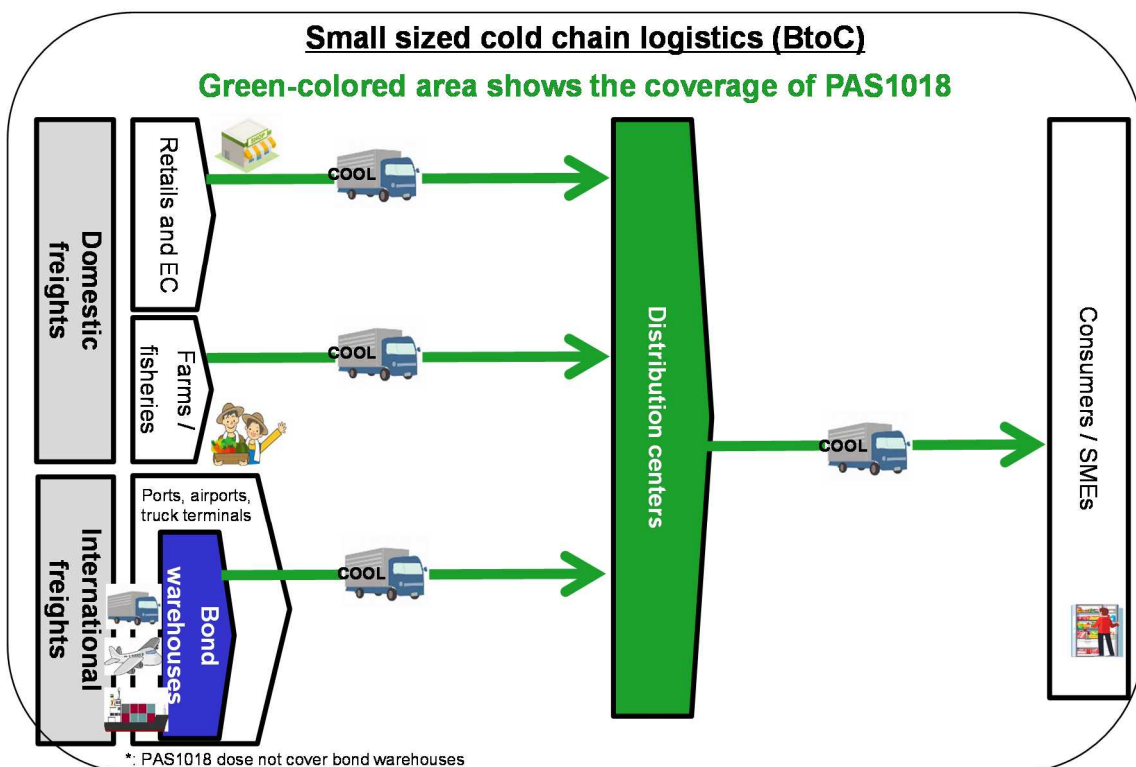 Small sized cold chain logistics (BtoC)
Green-colored area shows the coverage of PAS1018
Domestic
freights
Retails and EC
SHOP
COOL
Farms /
fisheries
COOL
International
freights
Ports, airports,
truck terminals
Bond
warehouses
COOL
Distribution centers
COOL
Consumers / SMEs
*: PAS1018 dose not cover bond warehouses